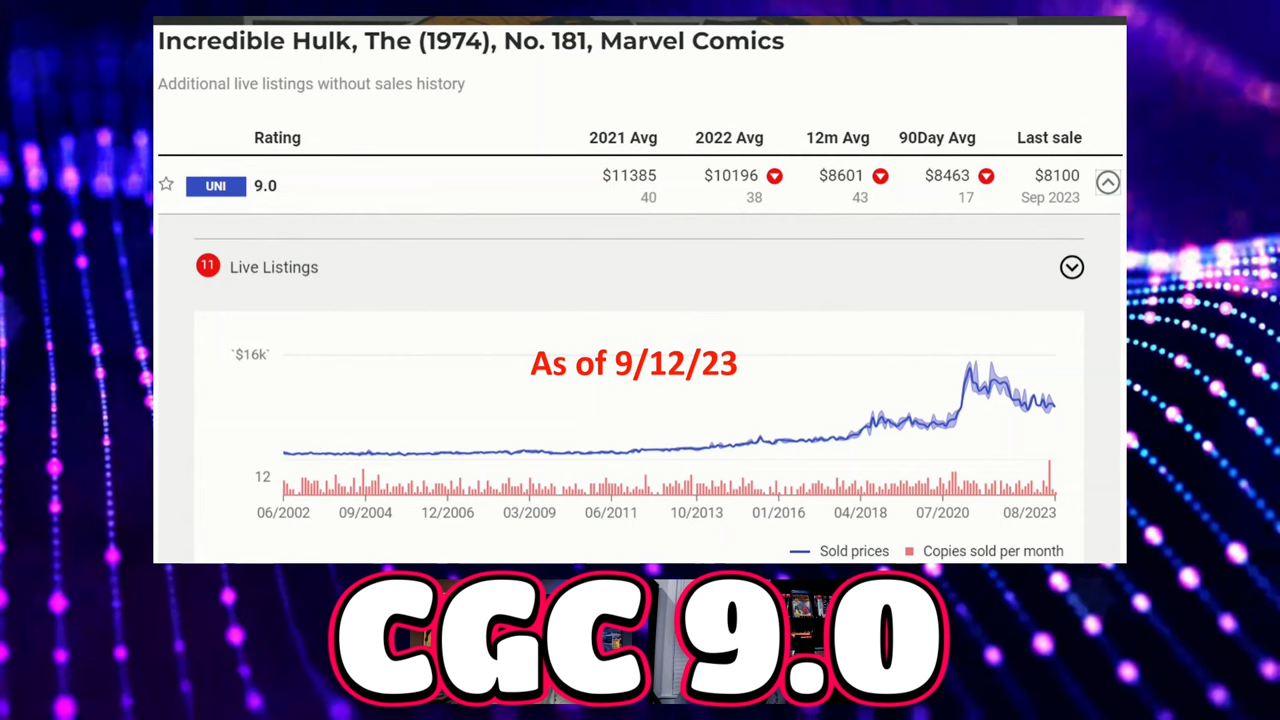 Incredible Hulk, The (1974), No. 181, Marvel Comics
Additional live listings without sales history
Rating 2021 Avg 2022 Avg 12m Avg 90Day Avg Last sale
UNI 9.0 $11385 $10196 $8601 $8463 $8100
40 38 43 17 Sep 2023
11 Live Listings
`$16k`
As of 9/12/23
12
06/2002 09/2004 12/2006 03/2009 06/2011 10/2013 01/2016 04/2018 07/2020 08/2023
Sold prices Copies sold per month
CGC 9.0